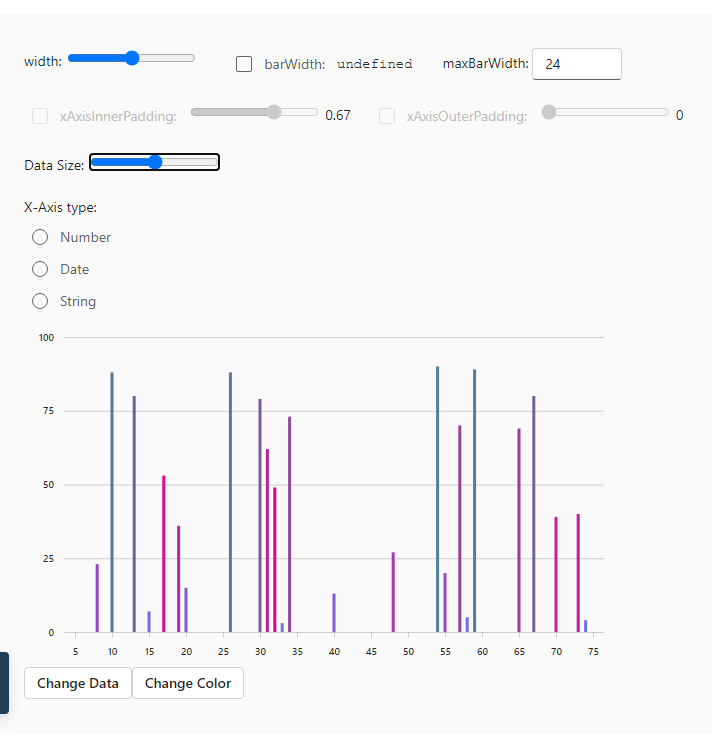 width: barWidth: undefined maxBarWidth: 24
xAxisInnerPadding: 0.67 xAxisOuterPadding: 0
Data Size:
X-Axis type:
Number
Date
String
100
75
50
25
0
5 10 15 20 25 30 35 40 45 50 55 60 65 70 75
Change Data Change Color